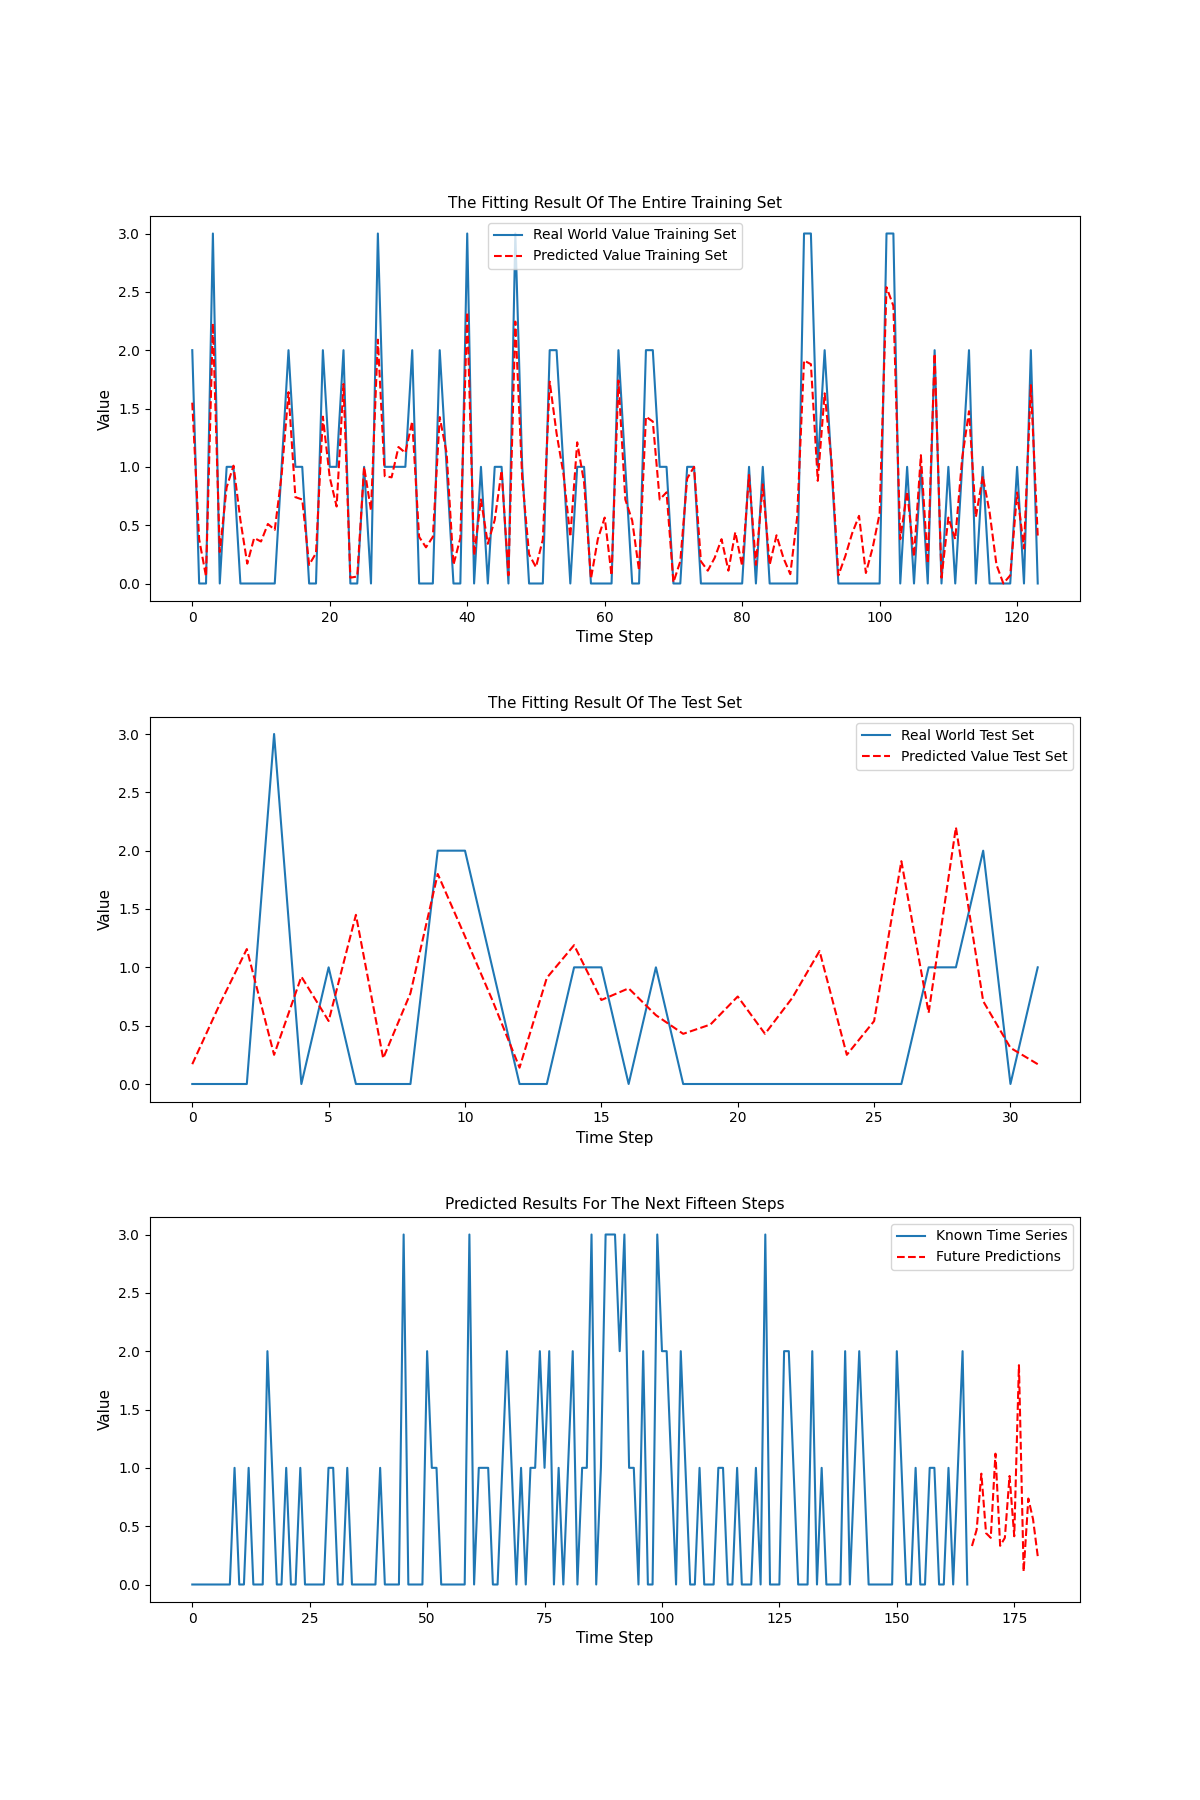 The Fitting Result Of The Entire Training Set
Real World Value Training Set
Predicted Value Training Set
3.0
2.5
2.0
1.5
1.0
0.5
0.0
Value
0 20 40 60 80 100 120
Time Step
The Fitting Result Of The Test Set
Real World Test Set
Predicted Value Test Set
3.0
2.5
2.0
1.5
1.0
0.5
0.0
Value
0 5 10 15 20 25 30
Time Step
Predicted Results For The Next Fifteen Steps
Known Time Series
Future Predictions
3.0
2.5
2.0
1.5
1.0
0.5
0.0
Value
0 25 50 75 100 125 150 175
Time Step